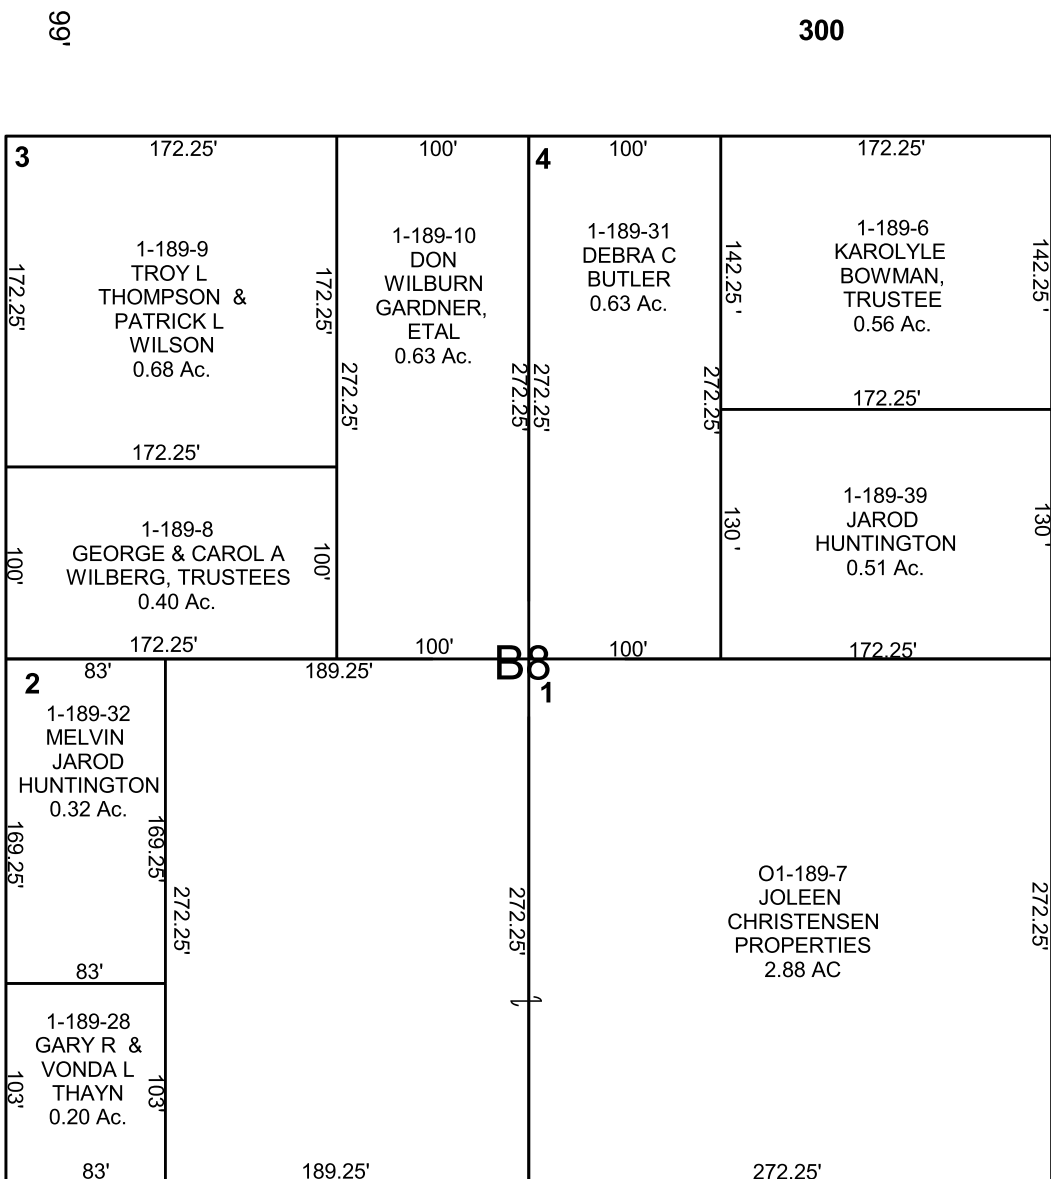 99'
300
3
172.25'
100'
4
100'
172.25'
1-189-9
TROY L
THOMPSON &
PATRICK L
WILSON
0.68 Ac.
172.25'
172.25'
172.25'
1-189-10
DON
WILBURN
GARDNER,
ETAL
0.63 Ac.
272.25'
272.25'
272.25'
1-189-31
DEBRA C
BUTLER
0.63 Ac.
272.25'
142.25 '
1-189-6
KAROLYLE
BOWMAN,
TRUSTEE
0.56 Ac.
142.25 '
172.25'
1-189-8
GEORGE & CAROL A
WILBERG, TRUSTEES
0.40 Ac.
100'
100'
172.25'
100'
100'
130 '
1-189-39
JAROD
HUNTINGTON
0.51 Ac.
130 '
172.25'
B8
2
83'
189.25'
1
1-189-32
MELVIN
JAROD
HUNTINGTON
0.32 Ac.
169.25'
169.25'
83'
272.25'
272.25'
O1-189-7
JOLEEN
CHRISTENSEN
PROPERTIES
2.88 AC
272.25'
1-189-28
GARY R &
VONDA L
THAYN
0.20 Ac.
103'
103'
83'
189.25'
272.25'